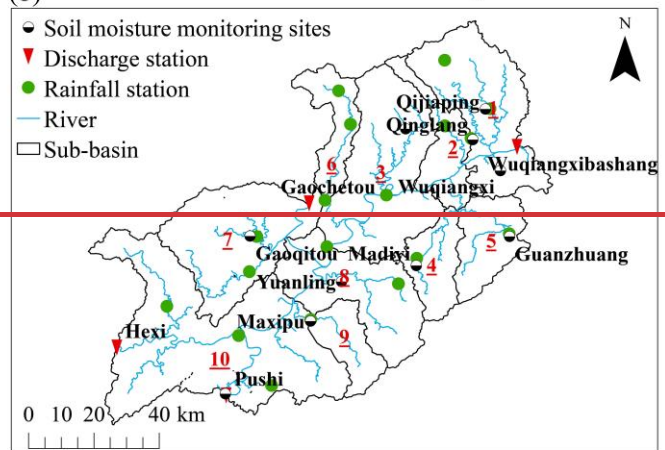 Soil moisture monitoring sites
Discharge station
Rainfall station
River
Sub-basin
N
Qijiaping
1
Qinglang
2
Wuqiangxibashang
6
3
Gaochetou
Wuqiangxi
7
Gaoqitou
Madiyi
4
5
Guanzhuang
Yuanling
8
Hexi
Maxipu
9
10
Pushi
0 10 20 40 km